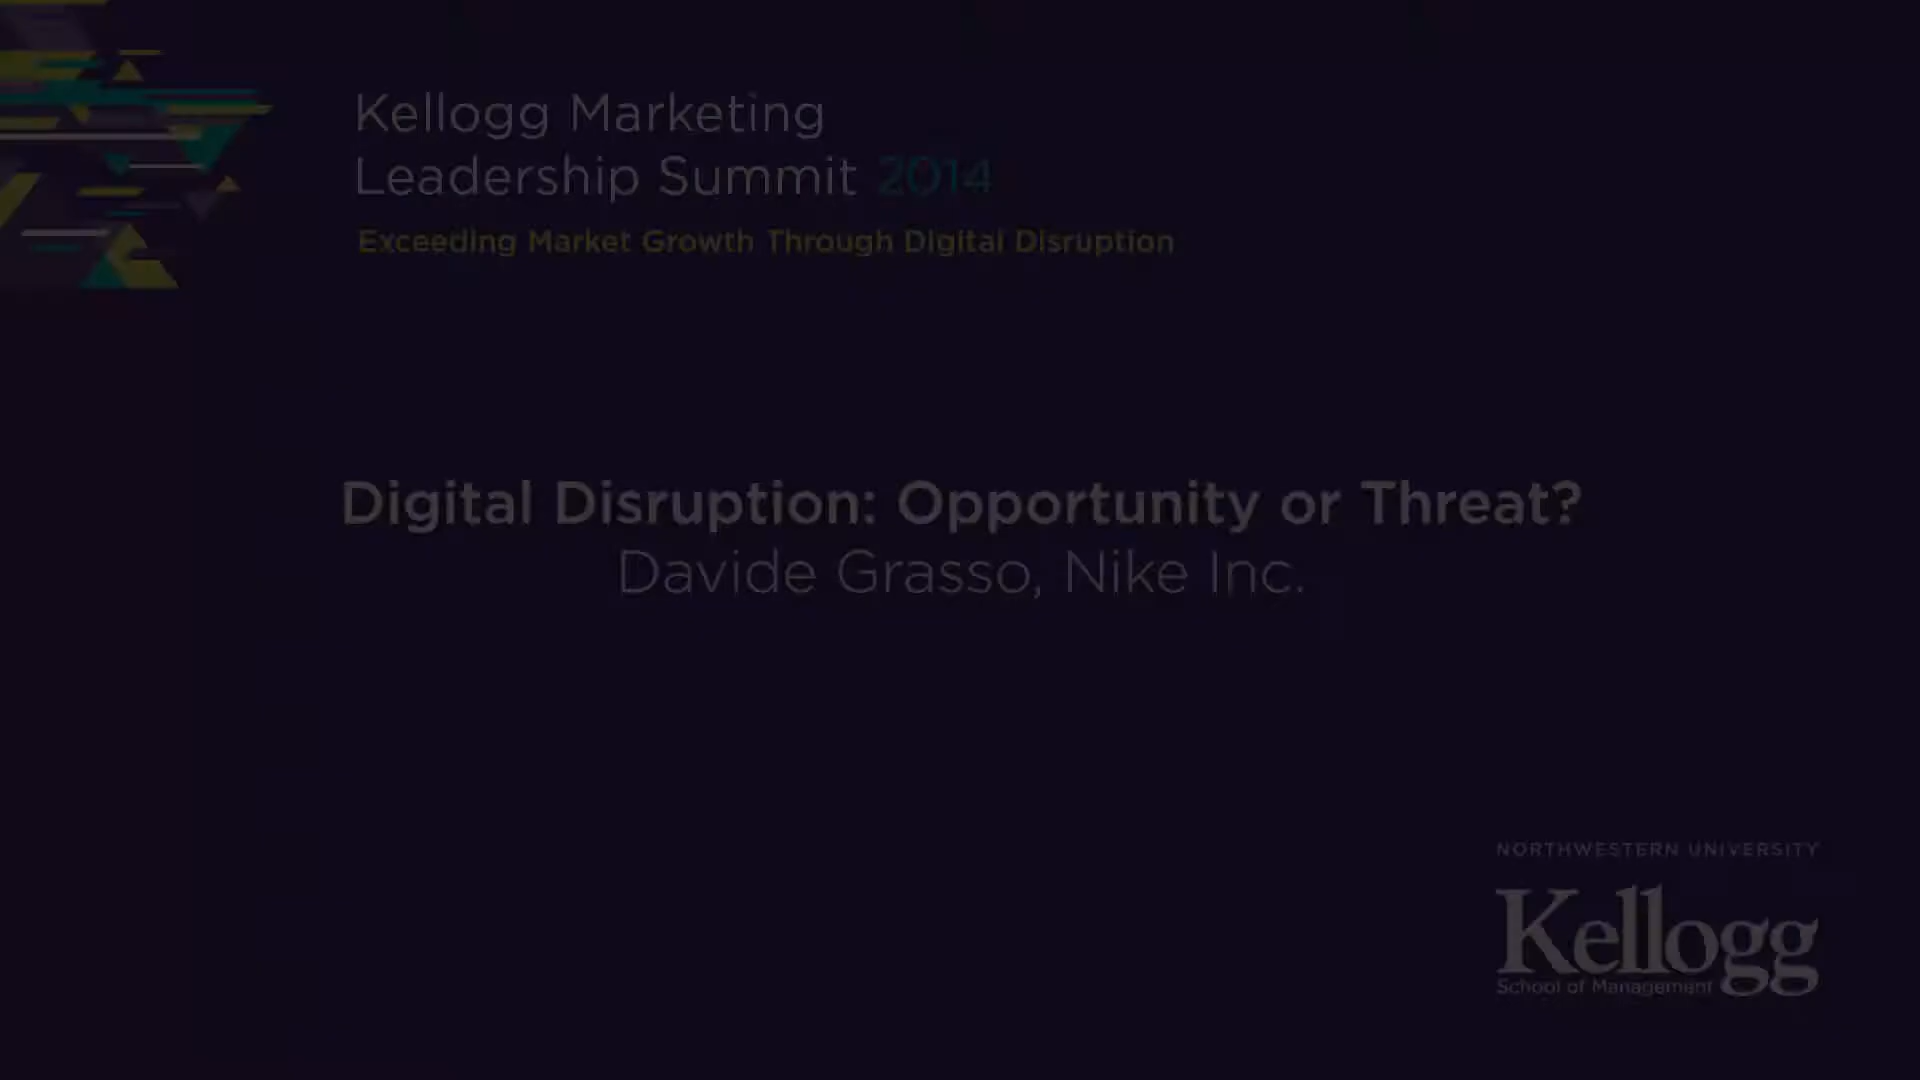 Kellogg Marketing
Leadership Summit 2014
Exceeding Market Growth Through Digital Disruption
Digital Disruption: Opportunity or Threat?
Davide Grasso, Nike Inc.
NORTHWESTERN UNIVERSITY
Kellogg
School of Management